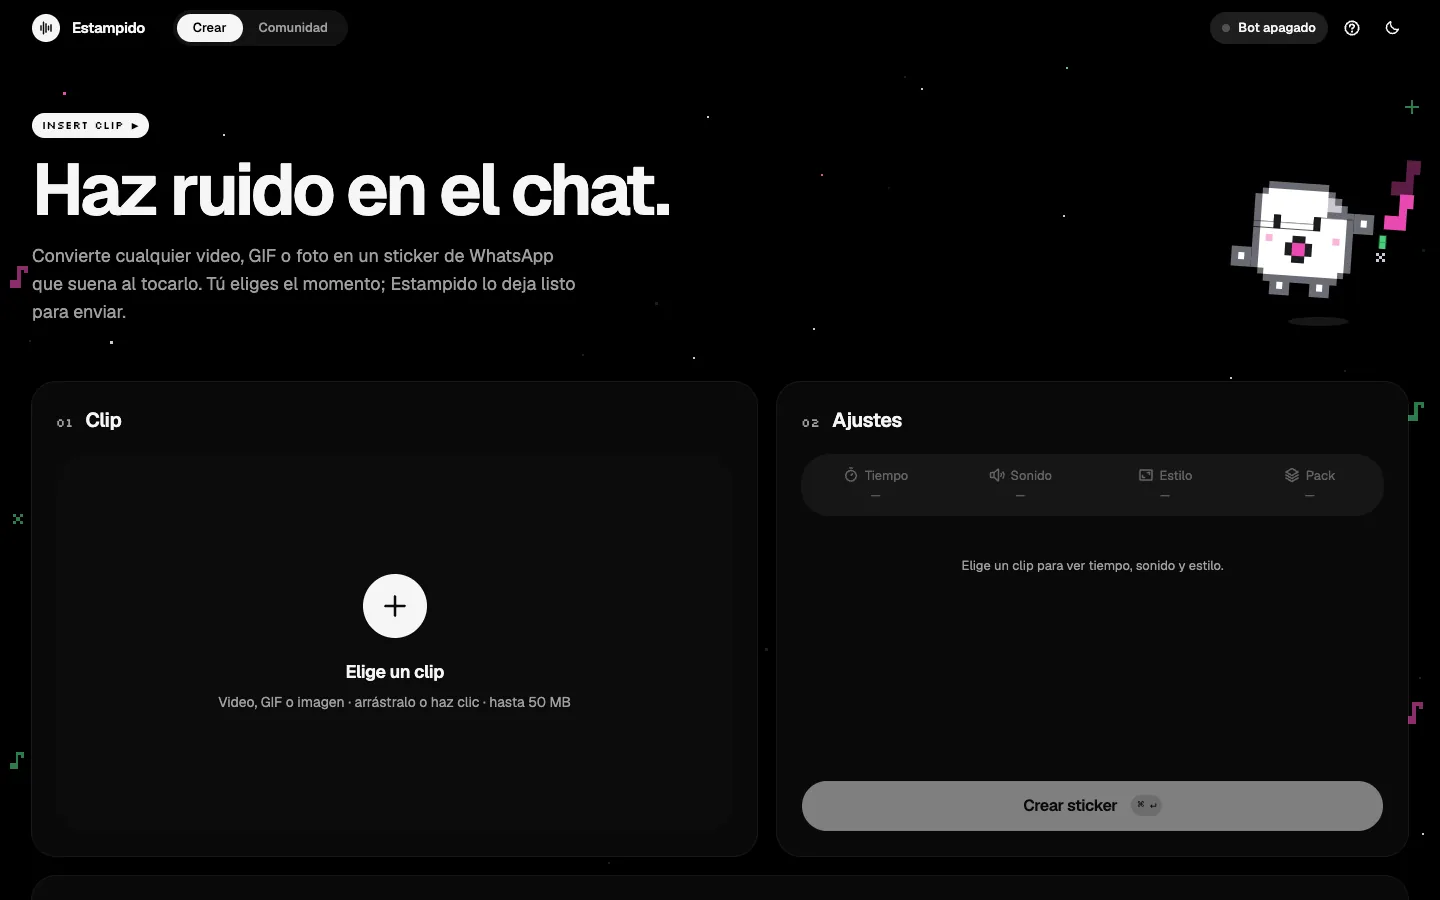 Estampido
Crear
Comunidad
Bot apagado
INSERT CLIP ▶
Haz ruido en el chat.
Convierte cualquier video, GIF o foto en un sticker de WhatsApp
que suena al tocarlo. Tú eliges el momento; Estampido lo deja listo
para enviar.
01 Clip
Elige un clip
Video, GIF o imagen · arrástralo o haz clic · hasta 50 MB
02 Ajustes
Tiempo
—
Sonido
—
Estilo
—
Pack
—
Elige un clip para ver tiempo, sonido y estilo.
Crear sticker ⌘ ↵